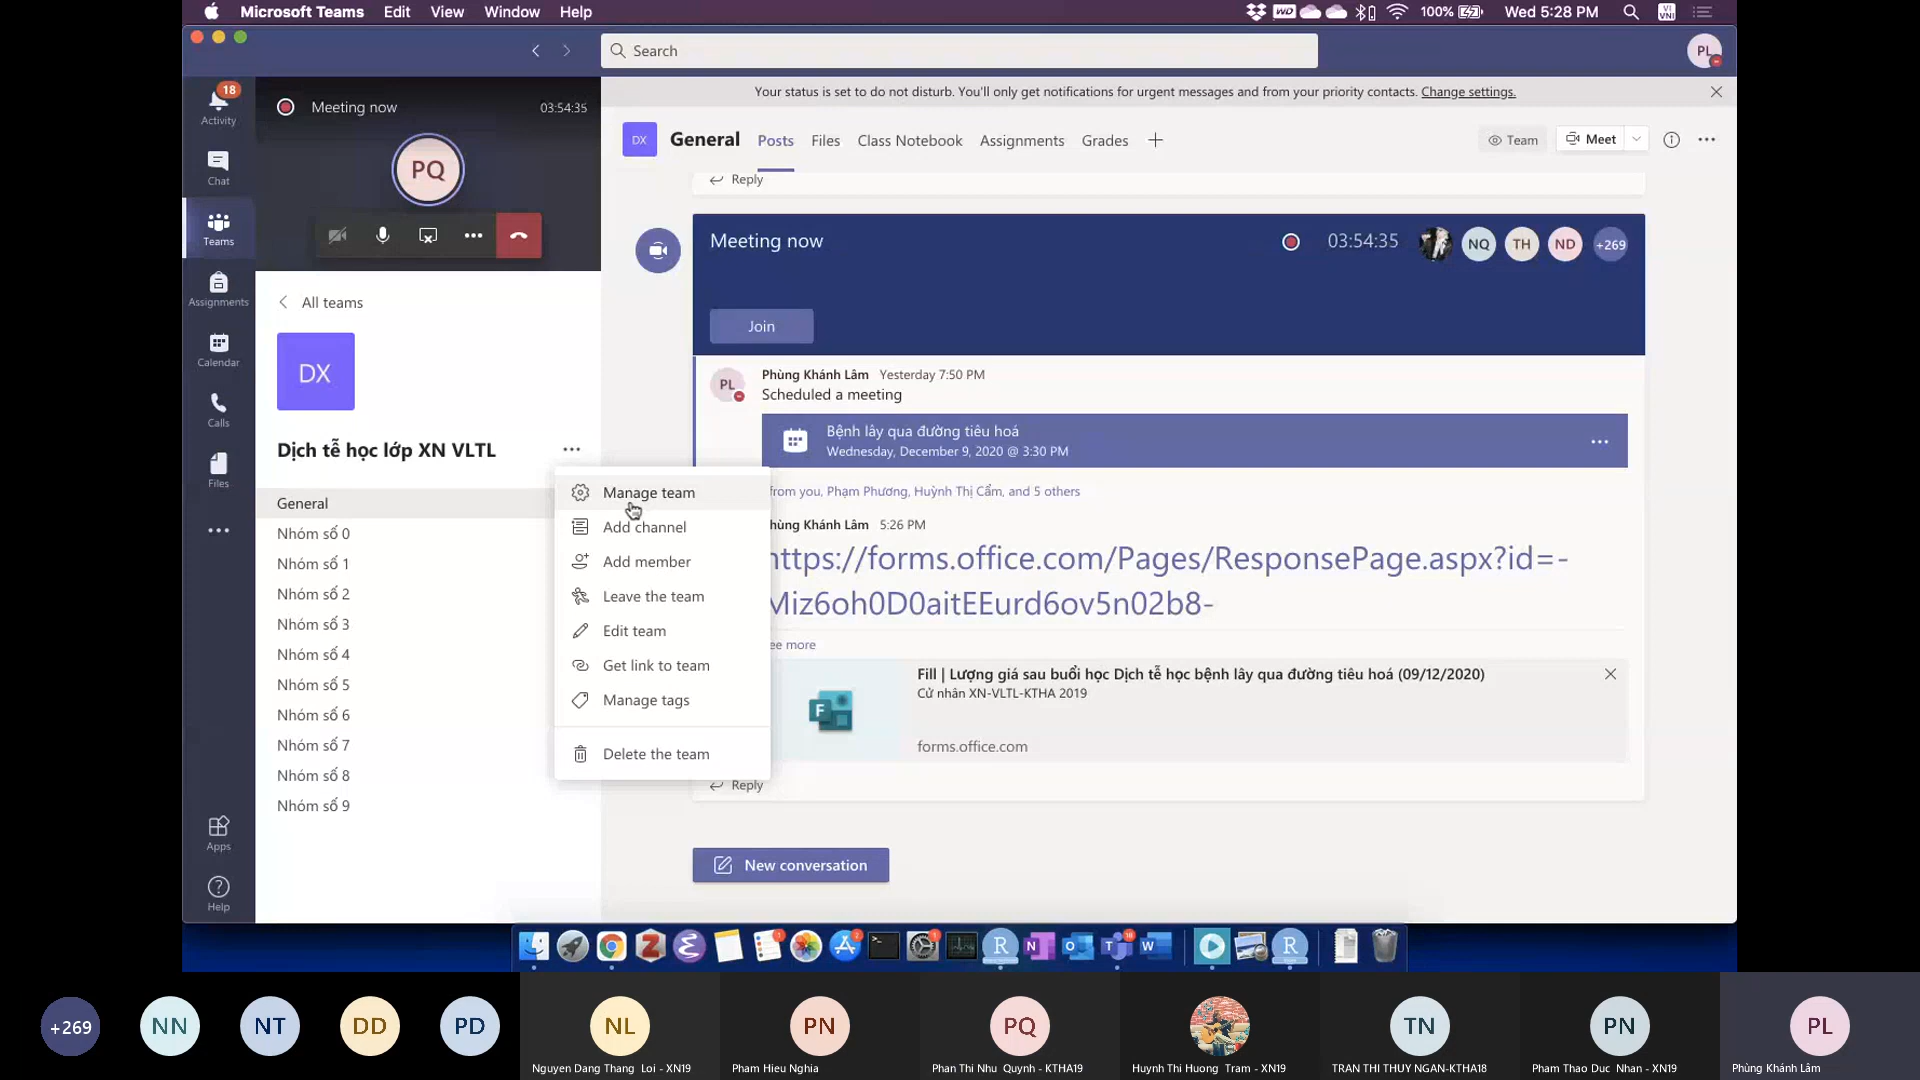 Microsoft Teams Edit View Window Help
WD
100%
Wed 5:28 PM
VI
VNI
Search
PL
18
Activity
Chat
Teams
Assignments
Calendar
Calls
Files
Apps
Help
Meeting now 03:54:35
PQ
All teams
DX
Dịch tễ học lớp XN VLTL
General
Nhóm số 0
Nhóm số 1
Nhóm số 2
Nhóm số 3
Nhóm số 4
Nhóm số 5
Nhóm số 6
Nhóm số 7
Nhóm số 8
Nhóm số 9
Manage team
Add channel
Add member
Leave the team
Edit team
Get link to team
Manage tags
Delete the team
Your status is set to do not disturb. You'll only get notifications for urgent messages and from your priority contacts. Change settings.
DX General Posts Files Class Notebook Assignments Grades
Team Meet
Reply
Meeting now 03:54:35 NQ TH ND +269
Join
PL Phùng Khánh Lâm Yesterday 7:50 PM
Scheduled a meeting
Bệnh lây qua đường tiêu hoá
Wednesday, December 9, 2020 @ 3:30 PM
from you, Phạm Phương, Huỳnh Thị Cẩm, and 5 others
hùng Khánh Lâm 5:26 PM
https://forms.office.com/Pages/ResponsePage.aspx?id=-
Miz6oh0D0aitEEurd6ov5n02b8-
ee more
F
Fill | Lượng giá sau buổi học Dịch tễ học bệnh lây qua đường tiêu hoá (09/12/2020)
Cử nhân XN-VLTL-KTHA 2019
forms.office.com
Reply
New conversation
+269 NN NT DD PD NL PN PQ TN PN PL
Nguyen Dang Thang Loi - XN19
Pham Hieu Nghia
Phan Thi Nhu Quynh - KTHA19
Huynh Thi Huong Tram - XN19
TRAN THI THUY NGAN-KTHA18
Pham Thao Duc Nhan - XN19
Phùng Khánh Lâm